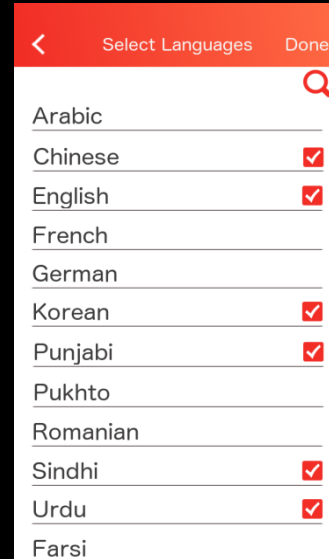 Select Languages Done
Arabic
Chinese
English
French
German
Korean
Punjabi
Pukhto
Romanian
Sindhi
Urdu
Farsi